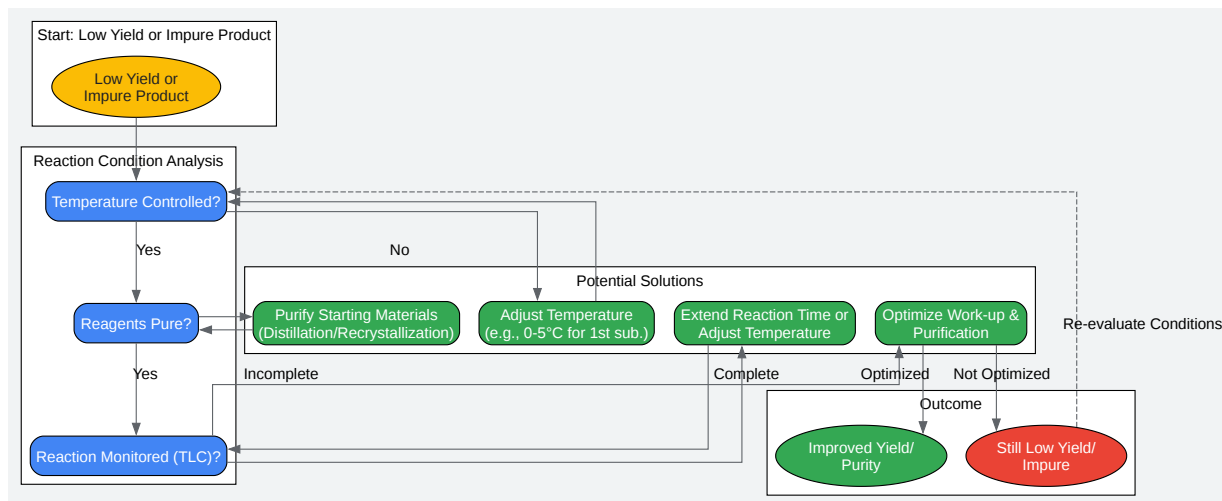 Start: Low Yield or Impure Product
Low Yield or
Impure Product
Reaction Condition Analysis
Temperature Controlled?
Yes
No
Potential Solutions
Reagents Pure?
Purify Starting Materials
(Distillation/Recrystallization)
Adjust Temperature
(e.g., 0-5°C for 1st sub.)
Extend Reaction Time or
Adjust Temperature
Optimize Work-up &
Purification
Re-evaluate Conditions
Yes
Incomplete
Complete
Optimized
Not Optimized
Outcome
Reaction Monitored (TLC)?
Improved Yield/
Purity
Still Low Yield/
Impure